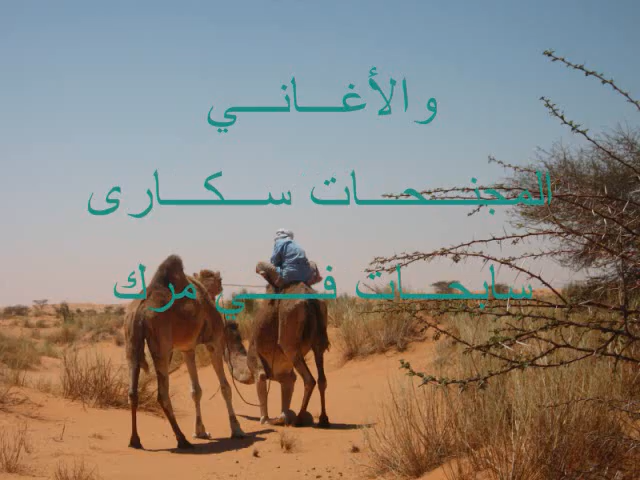 والأغاني
المجنحات سكارى
سابحات في مرك